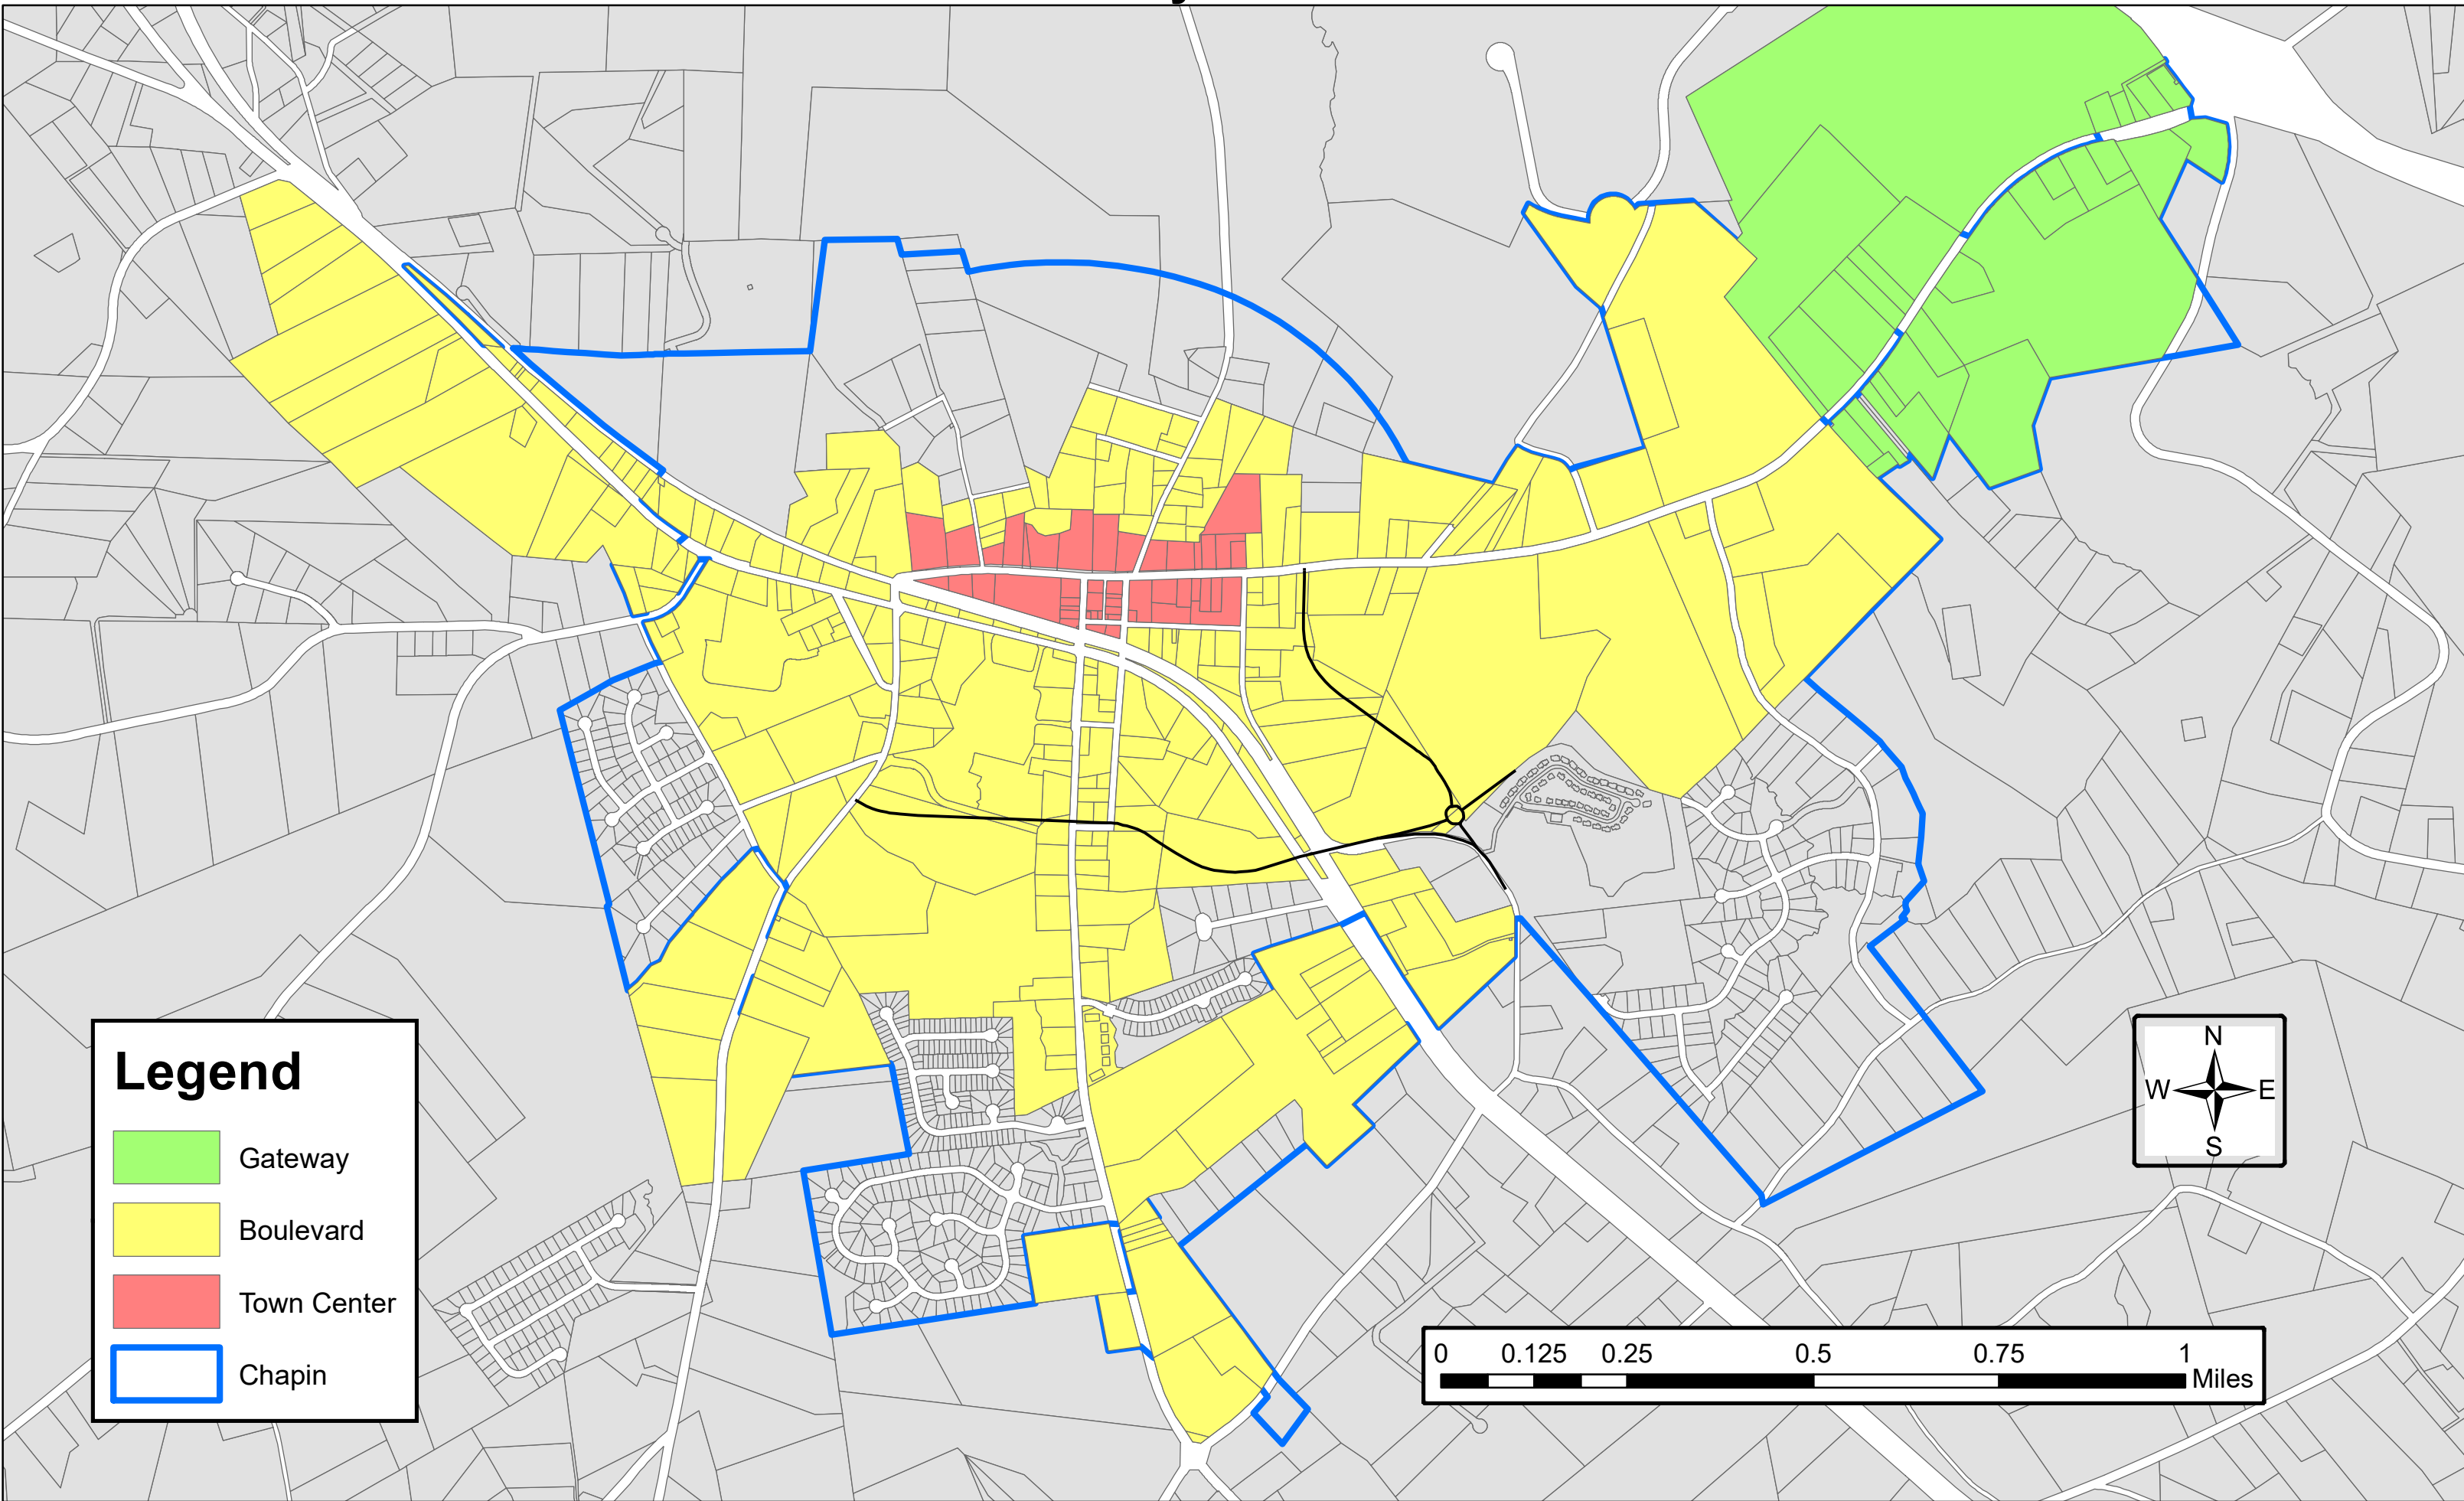 Legend
Gateway
Boulevard
Town Center
Chapin
N
W E
S
0 0.125 0.25 0.5 0.75 1
Miles